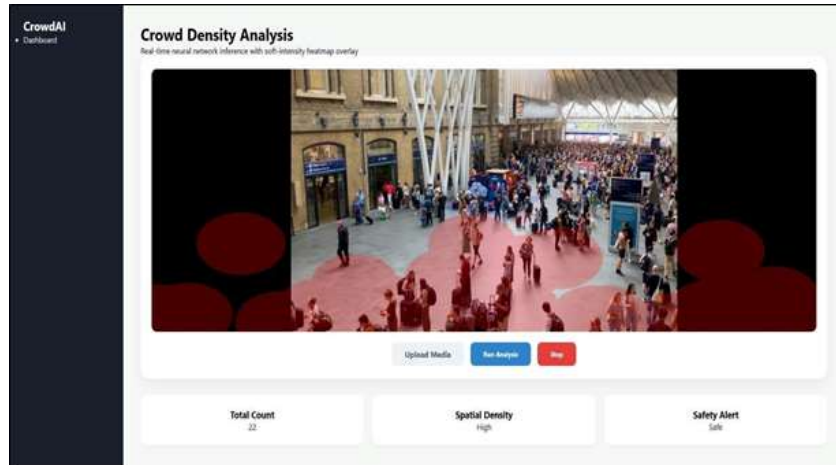 CrowdAI
Dashboard
Crowd Density Analysis
Real-time neural network inference with soft-intensity heatmap overlay
Upload Media
Run Analysis
Stop
Total Count
22
Spatial Density
High
Safety Alert
Safe